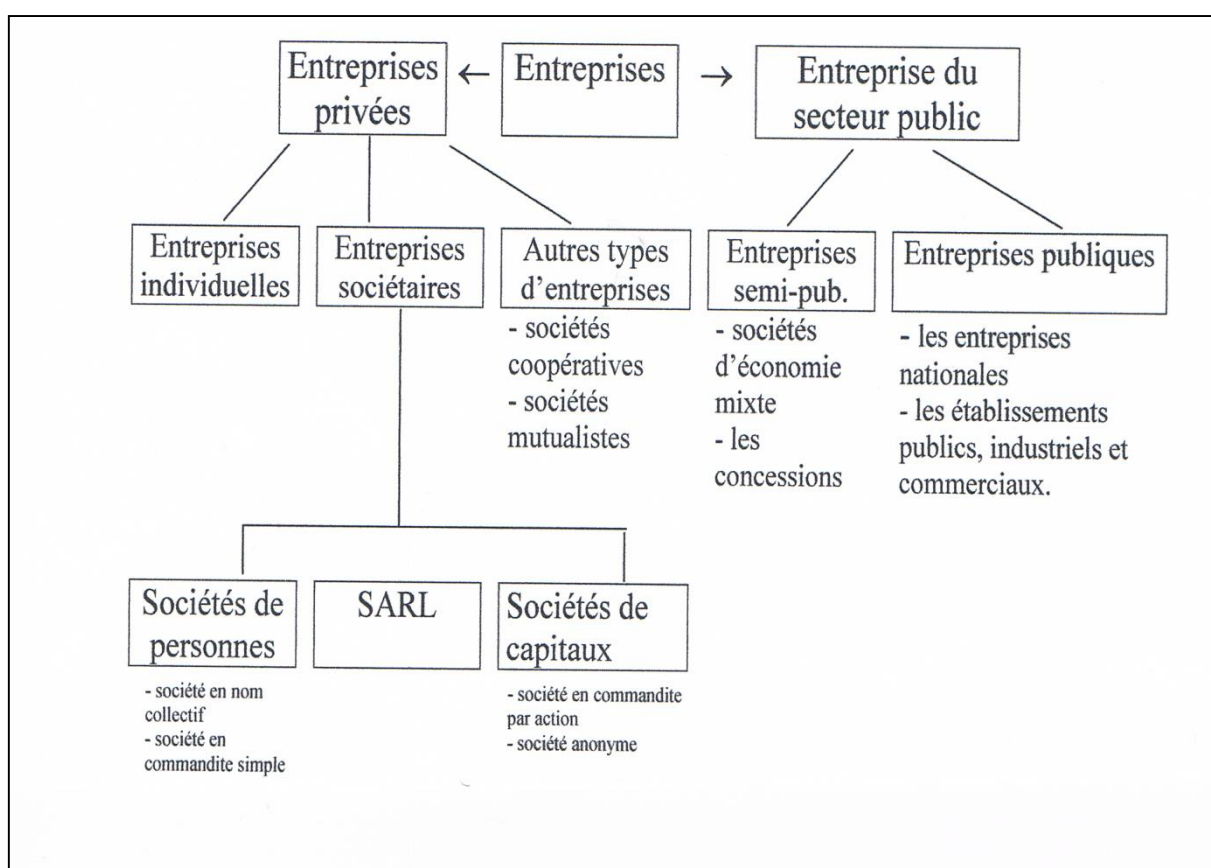 Entreprises
privées
←
Entreprises
→
Entreprise du
secteur public
Entreprises
individuelles
Entreprises
sociétaires
Autres types
d’entreprises
- sociétés
coopératives
- sociétés
mutualistes
Entreprises
semi-pub.
- sociétés
d’économie
mixte
- les
concessions
Entreprises publiques
- les entreprises
nationales
- les établissements
publics, industriels et
commerciaux.
Sociétés de
personnes
- société en nom
collectif
- société en
commandite simple
SARL
Sociétés de
capitaux
- société en commandite
par action
- société anonyme